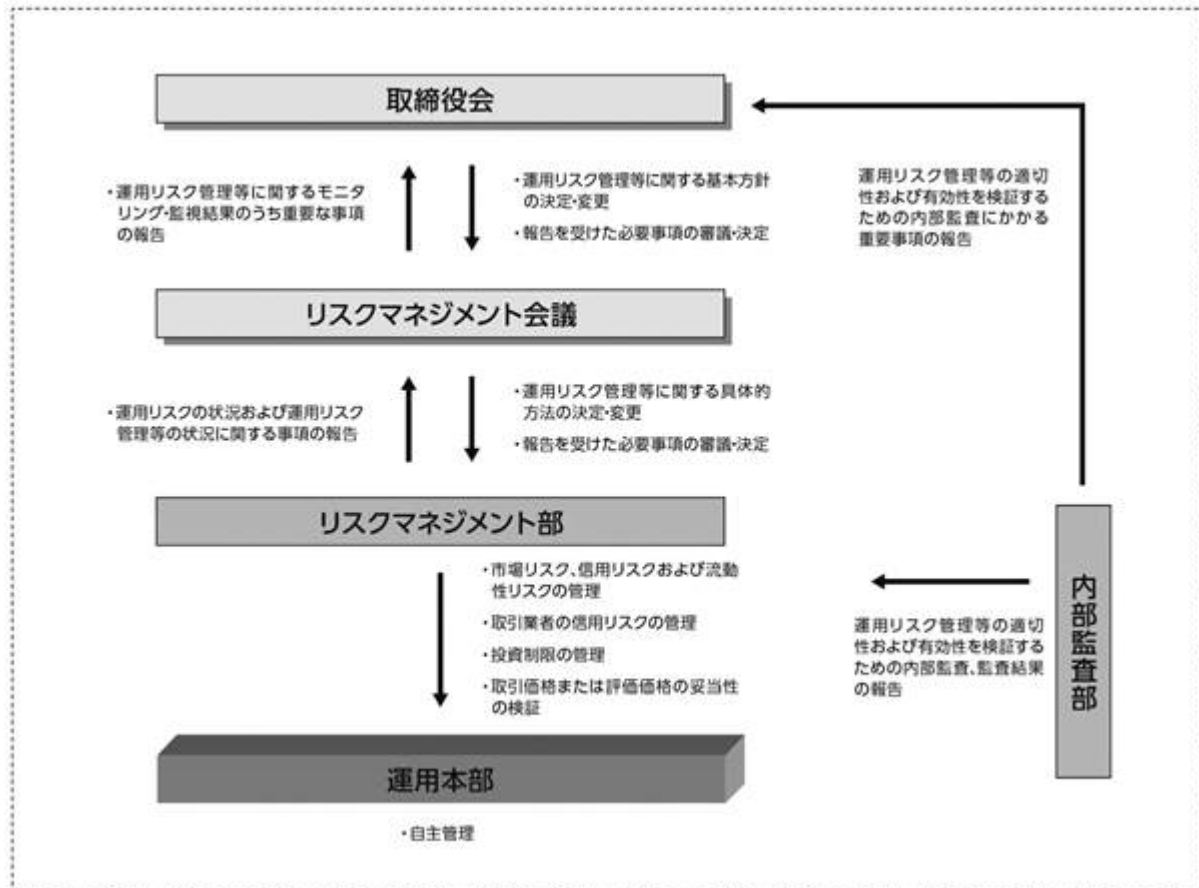 取締役会
・運用リスク管理等に関するモニタ
リング・監視結果のうち重要な事項
の報告
・運用リスク管理等に関する基本方針
の決定・変更
・報告を受けた必要事項の審議・決定
運用リスク管理等の適切
性および有効性を検証する
ための内部監査にかかる
重要事項の報告
リスクマネジメント会議
・運用リスクの状況および運用リスク
管理等の状況に関する事項の報告
・運用リスク管理等に関する具体的
方法の決定・変更
・報告を受けた必要事項の審議・決定
リスクマネジメント部
・市場リスク、信用リスクおよび流動
性リスクの管理
・取引業者の信用リスクの管理
・投資制限の管理
・取引価格または評価価格の妥当性
の検証
運用リスク管理等の適切
性および有効性を検証する
ための内部監査、監査結果
の報告
内部監査部
運用本部
・自主管理